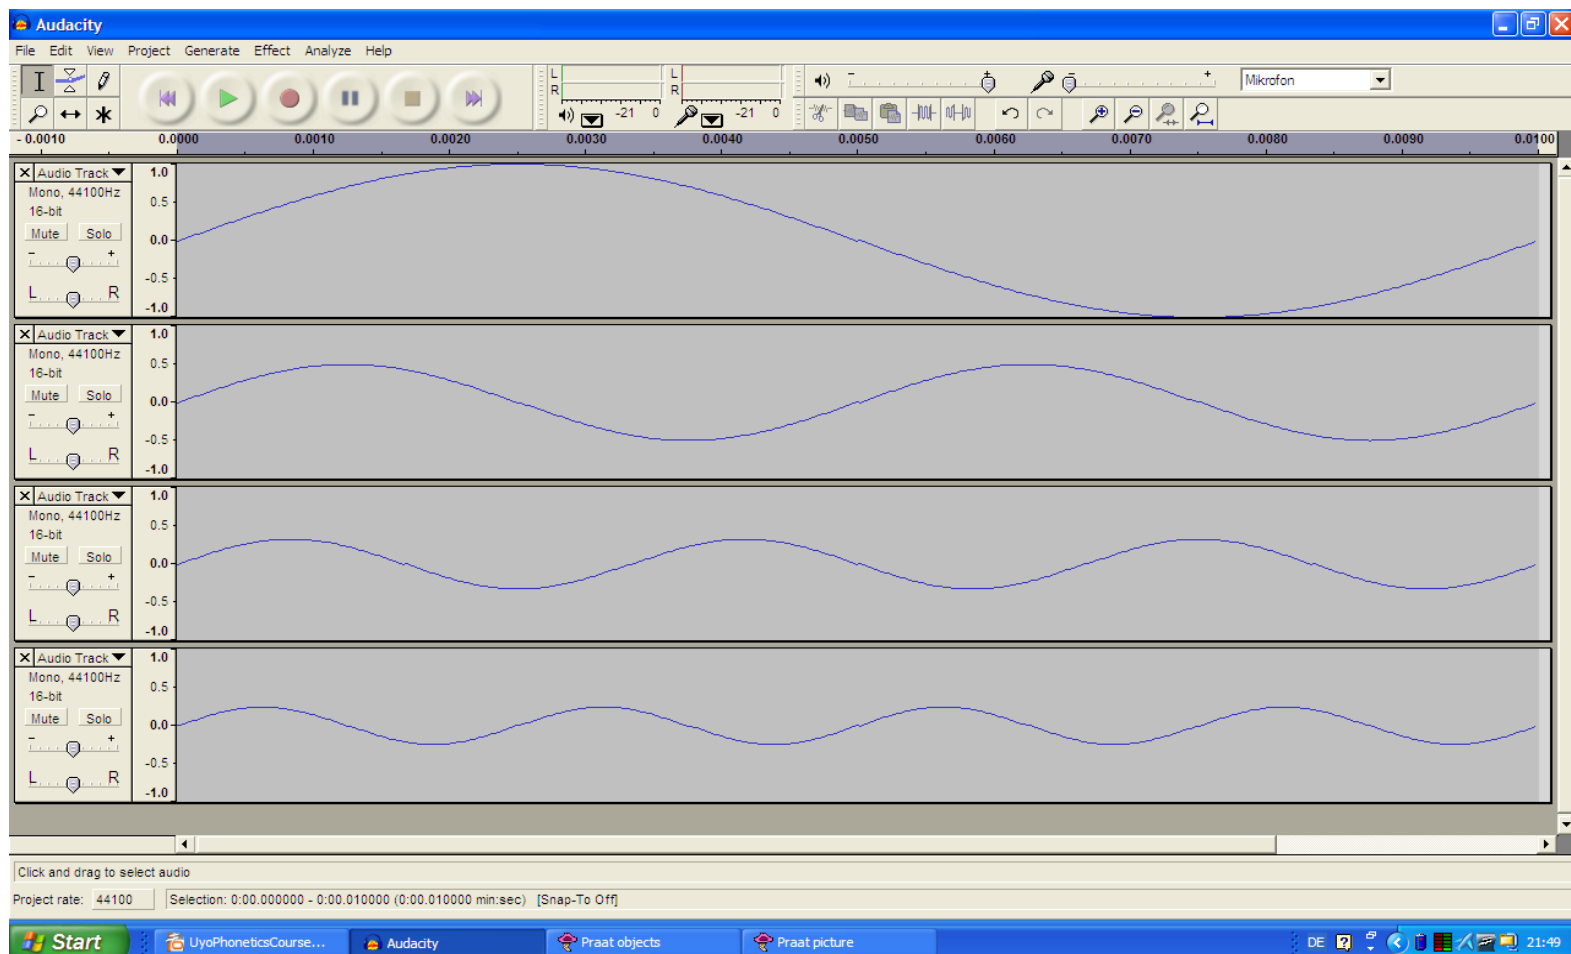 Audacity
File Edit View Project Generate Effect Analyze Help
L L
R R
-21 0 -21 0
- + - +
Mikrofon
- 0.0010 0.0000 0.0010 0.0020 0.0030 0.0040 0.0050 0.0060 0.0070 0.0080 0.0090 0.0100
X Audio Track 1.0
Mono, 44100Hz
16-bit 0.5
Mute Solo
0.0
- +
-0.5
L R
-1.0
X Audio Track 1.0
Mono, 44100Hz
16-bit 0.5
Mute Solo
0.0
- +
-0.5
L R
-1.0
X Audio Track 1.0
Mono, 44100Hz
16-bit 0.5
Mute Solo
0.0
- +
-0.5
L R
-1.0
X Audio Track 1.0
Mono, 44100Hz
16-bit 0.5
Mute Solo
0.0
- +
-0.5
L R
-1.0
Click and drag to select audio
Project rate: 44100 Selection: 0:00.000000 - 0:00.010000 (0:00.010000 min:sec) [Snap-To Off]
Start UyoPhoneticsCourse... Audacity Praat objects Praat picture DE 21:49